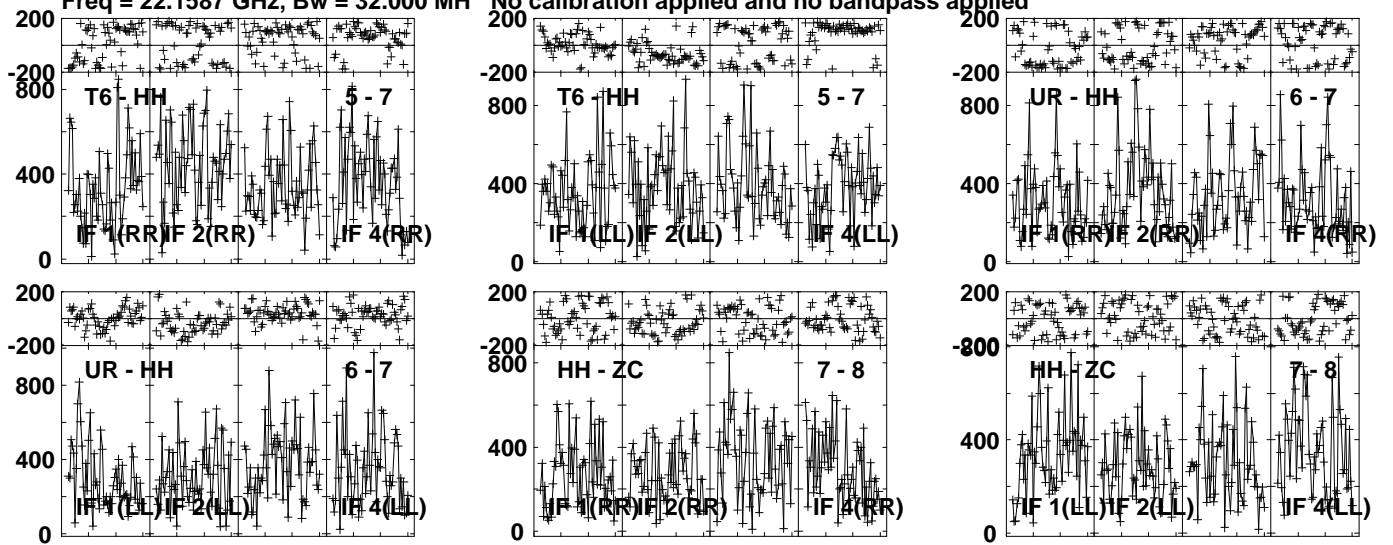 Freq = 22.1587 GHz, Bw = 32.000 MH No calibration applied and no bandpass applied
200 200 200
-200 -200 -200
800 T6 - HH 5 - 7 800 T6 - HH 5 - 7 800 UR - HH 6 - 7
400 400 400
IF 1(RR) IF 2(RR) IF 4(RR) IF 1(LL) IF 2(LL) IF 4(LL) IF 1(RR) IF 2(RR) IF 4(RR)
0 0 0
200 200 200
-200 -200 -200
800 UR - HH 6 - 7 800 HH - ZC 7 - 8 800 HH - ZC 7 - 8
400 400 400
IF 1(LL) IF 2(LL) IF 4(LL) IF 1(RR) IF 2(RR) IF 4(RR) IF 1(LL) IF 2(LL) IF 4(LL)
0 0 0